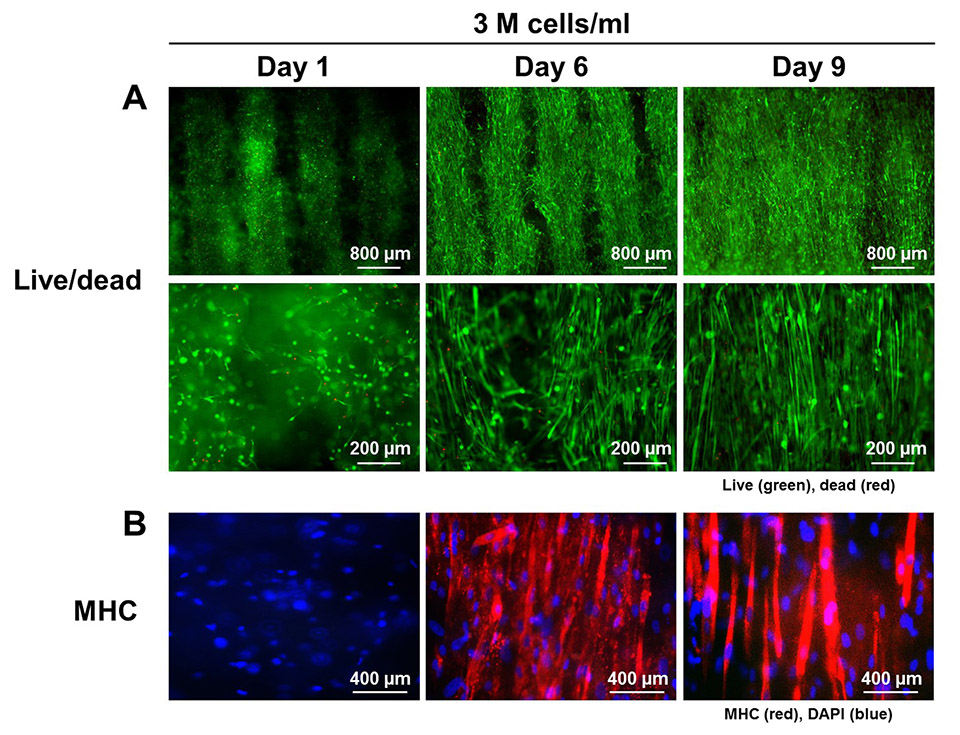 3 M cells/ml
Day 1
Day 6
Day 9
A
Live/dead
800 µm
800 µm
800 µm
200 µm
200 µm
200 µm
Live (green), dead (red)
B
MHC
400 µm
400 µm
400 µm
MHC (red), DAPI (blue)